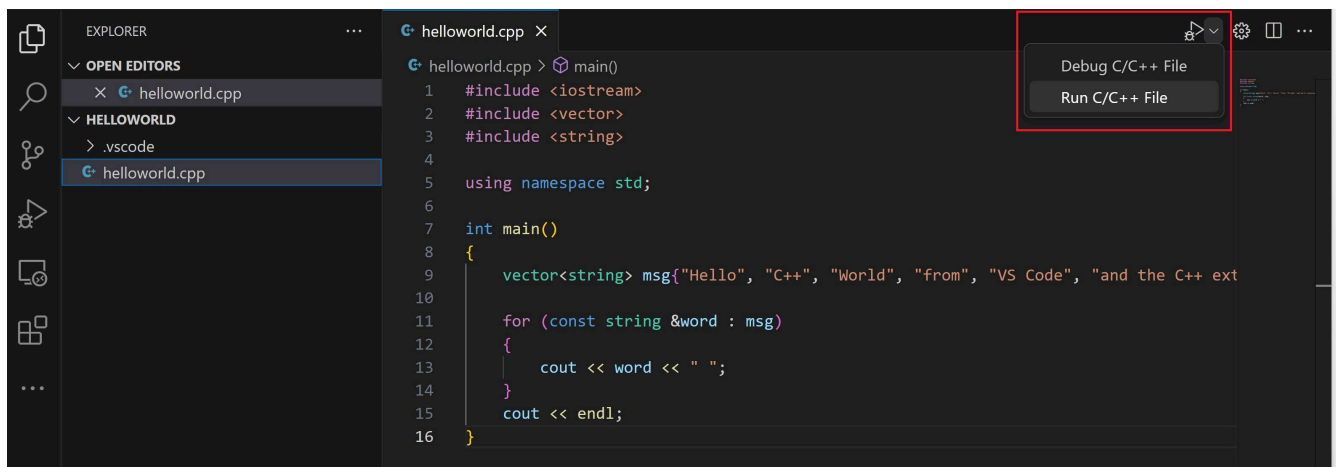 EXPLORER
OPEN EDITORS
helloworld.cpp
HELLOWORLD
.vscode
helloworld.cpp
helloworld.cpp
helloworld.cpp > main()
Debug C/C++ File
Run C/C++ File
1 #include <iostream>
2 #include <vector>
3 #include <string>
4
5 using namespace std;
6
7 int main()
8 {
9 vector<string> msg{"Hello", "C++", "World", "from", "VS Code", "and the C++ ext
10
11 for (const string &word : msg)
12 {
13 cout << word << " ";
14 }
15 cout << endl;
16 }